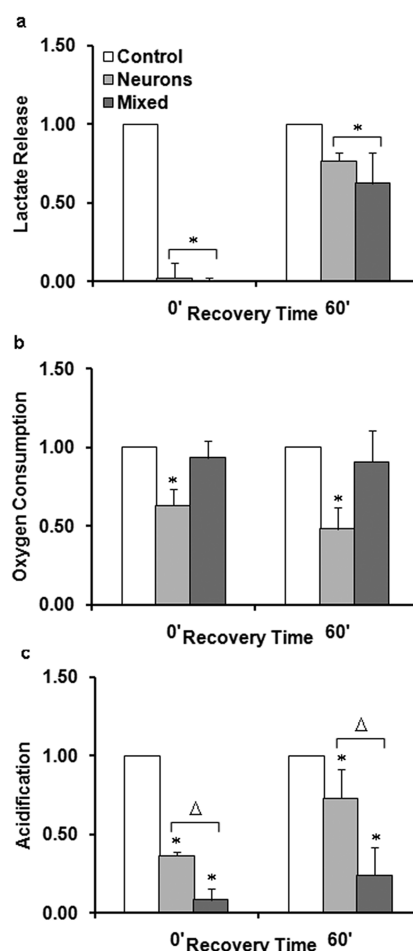 a
1.50
Control
Neurons
Mixed
1.00
*
*
0.50
0.00
Lactate Release
0' Recovery Time 60'
b
1.50
1.00
*
*
0.50
0.00
Oxygen Consumption
0' Recovery Time 60'
c
1.50
Δ
1.00
*
Δ
*
*
0.50
*
0.00
Acidification
0' Recovery Time 60'